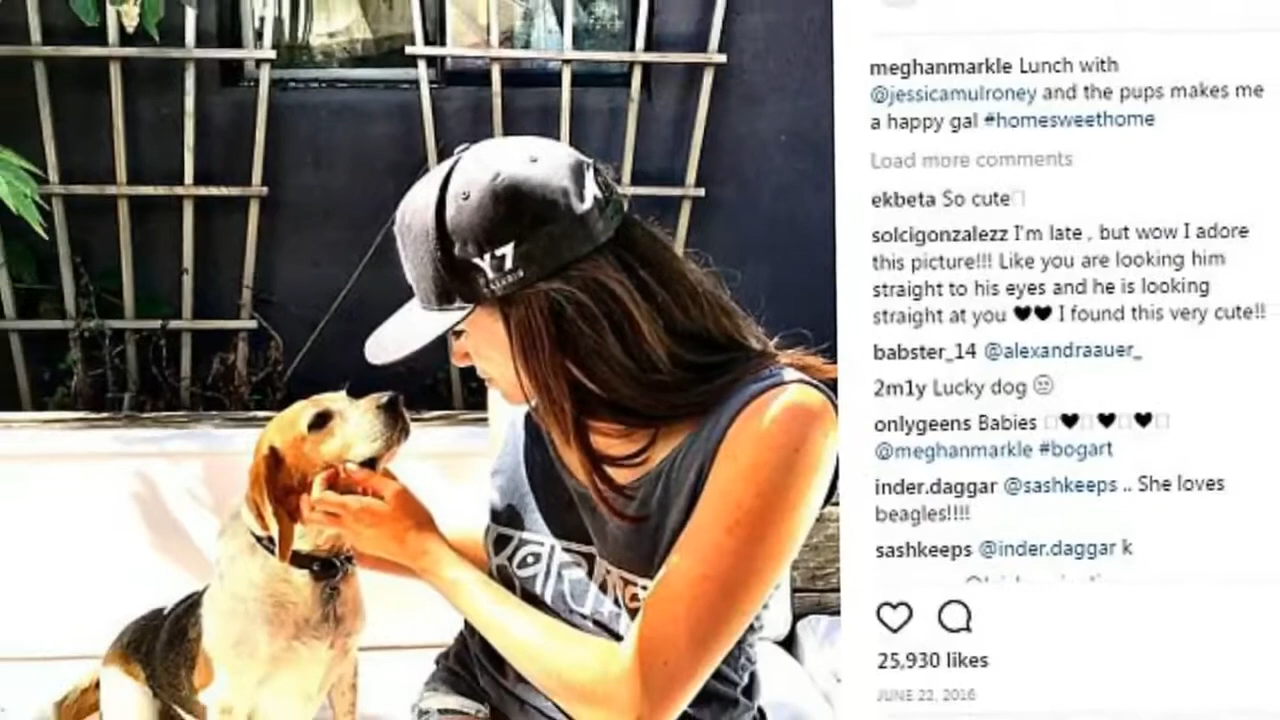 Y7
meghanmarkle Lunch with
@jessicamulroney and the pups makes me
a happy gal #homesweethome
Load more comments
ekbeta So cute
solcigonzalezz I'm late , but wow I adore
this picture!!! Like you are looking him
straight to his eyes and he is looking
straight at you 🖤🖤 I found this very cute!!
babster_14 @alexandraauer_
2m1y Lucky dog 😒
onlygeens Babies 🖤🖤🖤
@meghanmarkle #bogart
inder.daggar @sashkeeps .. She loves
beagles!!!!
sashkeeps @inder.daggar k
25,930 likes
JUNE 22, 2016